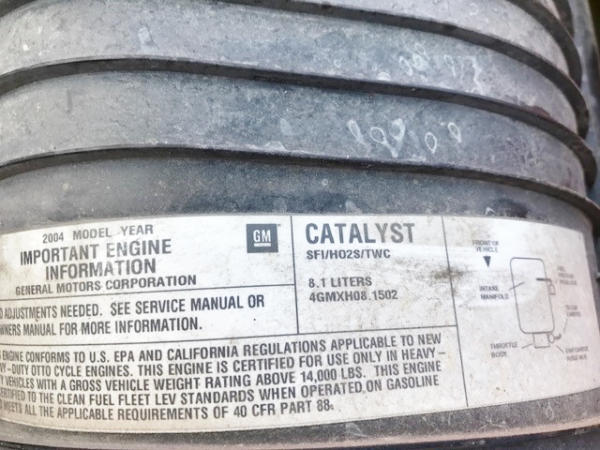 2004 MODEL YEAR
IMPORTANT ENGINE
INFORMATION
GENERAL MOTORS CORPORATION
GM
CATALYST
SFI/HO2S/TWC
8.1 LITERS
4GMXH08.1502
FRONT OF
VEHICLE
INTAKE
MANIFOLD
THROTTLE
BODY
ADJUSTMENTS NEEDED. SEE SERVICE MANUAL OR
OWNERS MANUAL FOR MORE INFORMATION.
ENGINE CONFORMS TO U.S. EPA AND CALIFORNIA REGULATIONS APPLICABLE TO NEW
-DUTY OTTO CYCLE ENGINES. THIS ENGINE IS CERTIFIED FOR USE ONLY IN HEAVY-
VEHICLES WITH A GROSS VEHICLE WEIGHT RATING ABOVE 14,000 LBS. THIS ENGINE
CERTIFIED TO THE CLEAN FUEL FLEET LEV STANDARDS WHEN OPERATED ON GASOLINE
MEETS ALL THE APPLICABLE REQUIREMENTS OF 40 CFR PART 88.